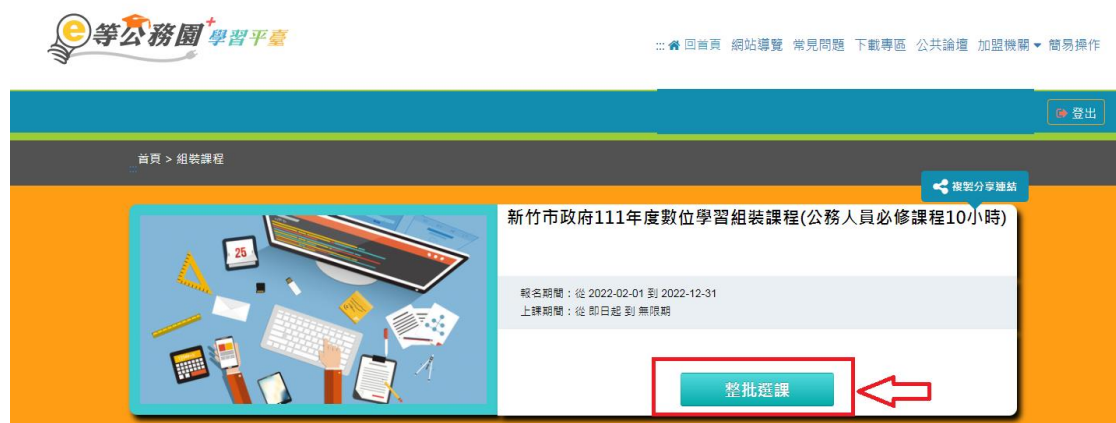 e等公務園+學習平臺
::: 回首頁 網站導覽 常見問題 下載專區 公共論壇 加盟機關 簡易操作
登出
首頁 > 組裝課程
複製分享連結
新竹市政府111年度數位學習組裝課程(公務人員必修課程10小時)
25
報名期間：從 2022-02-01 到 2022-12-31
上課期間：從 即日起 到 無限期
整批選課